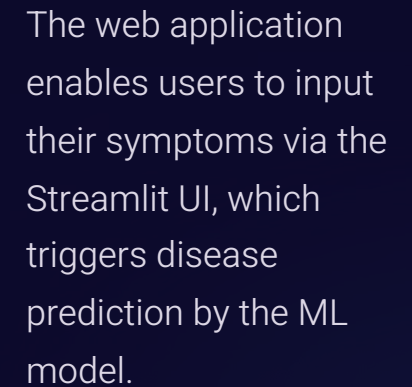 The web application
enables users to input
their symptoms via the
Streamlit UI, which
triggers disease
prediction by the ML
model.